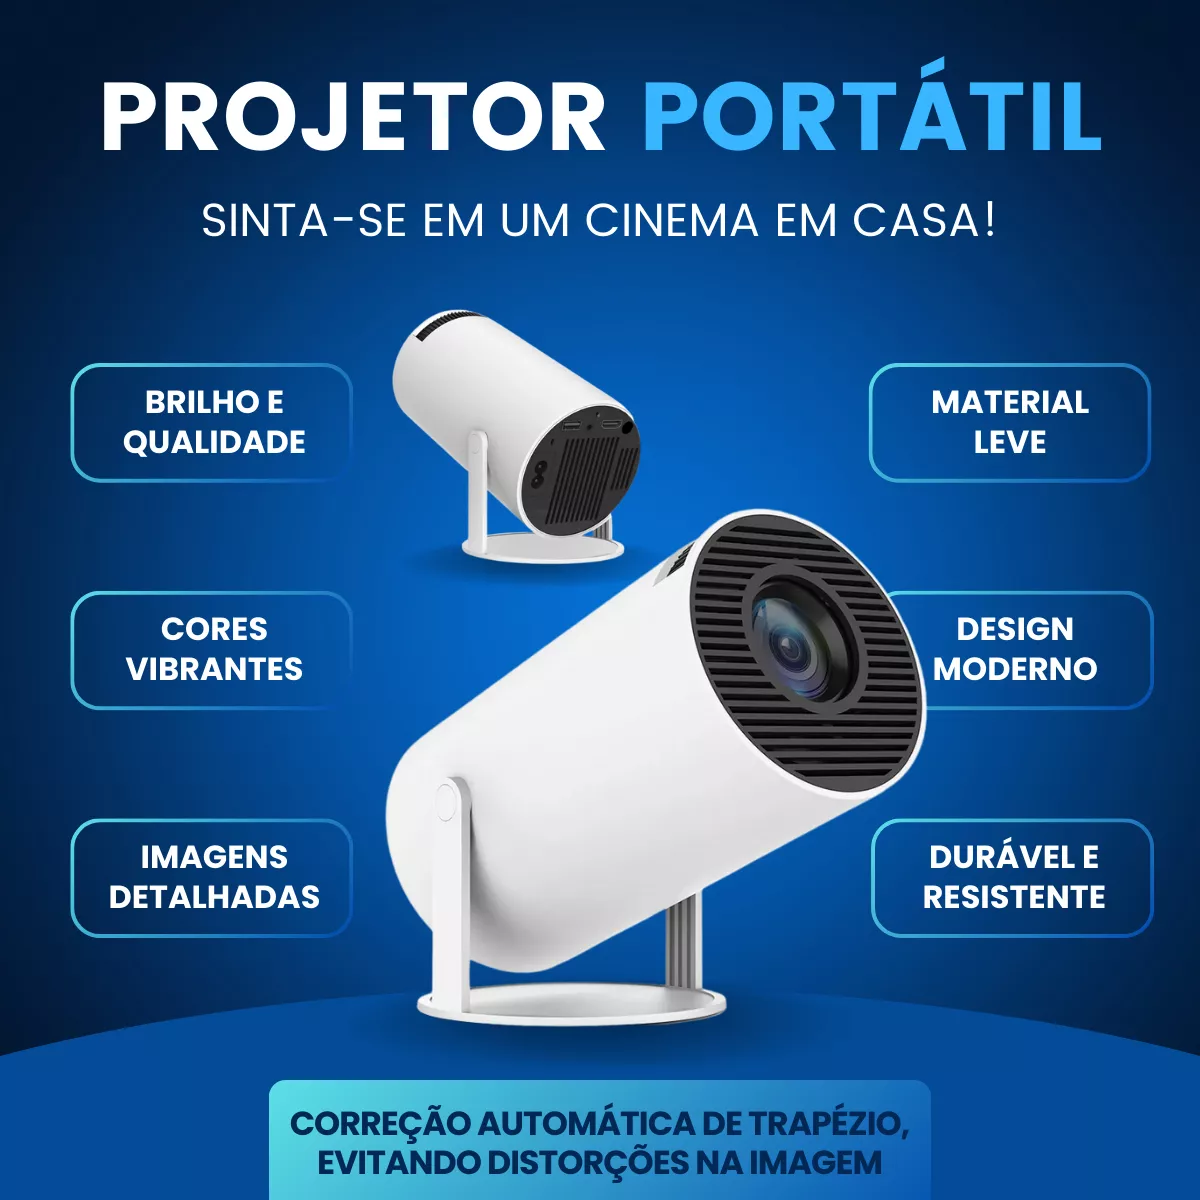 PROJETOR PORTÁTIL
SINTA-SE EM UM CINEMA EM CASA!
BRILHO E
QUALIDADE
MATERIAL
LEVE
CORES
VIBRANTES
DESIGN
MODERNO
IMAGENS
DETALHADAS
DURÁVEL E
RESISTENTE
CORREÇÃO AUTOMÁTICA DE TRAPÉZIO,
EVITANDO DISTORÇÕES NA IMAGEM